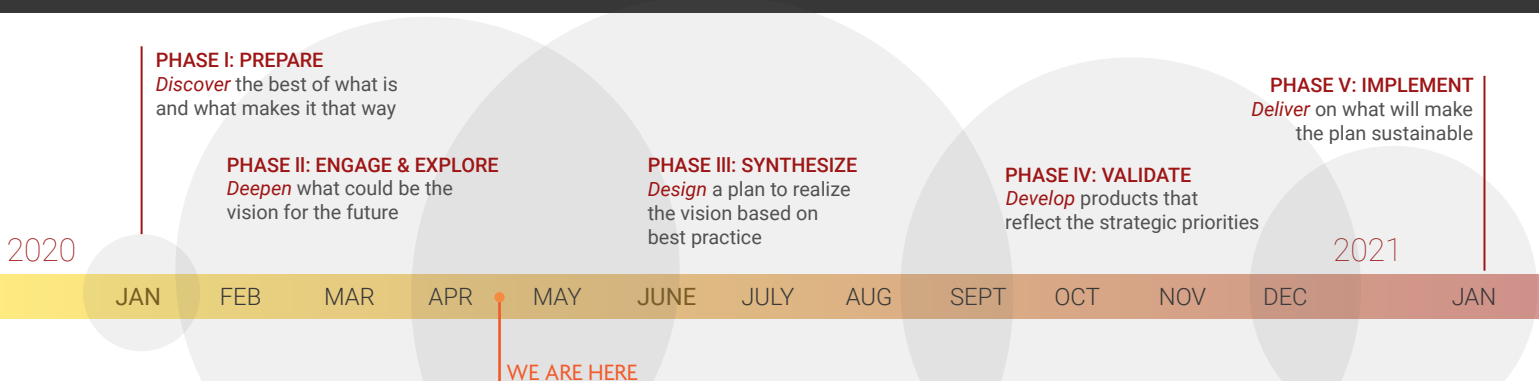 PHASE I: PREPARE
Discover the best of what is
and what makes it that way
PHASE II: ENGAGE & EXPLORE
Deepen what could be the
vision for the future
PHASE III: SYNTHESIZE
Design a plan to realize
the vision based on
best practice
PHASE IV: VALIDATE
Develop products that
reflect the strategic priorities
PHASE V: IMPLEMENT
Deliver on what will make
the plan sustainable
2020
2021
JAN FEB MAR APR MAY JUNE JULY AUG SEPT OCT NOV DEC JAN
WE ARE HERE